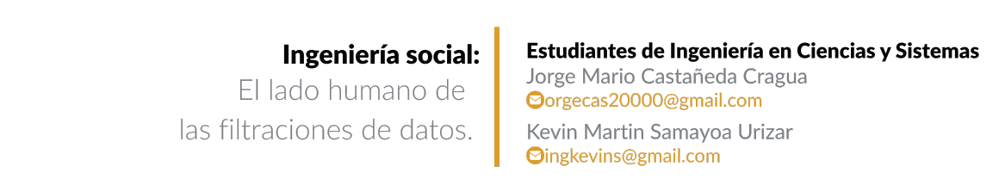 Ingeniería social:
El lado humano de
las filtraciones de datos.
Estudiantes de Ingeniería en Ciencias y Sistemas
Jorge Mario Castañeda Cragua
orgecas20000@gmail.com
Kevin Martin Samayoa Urizar
ingkevins@gmail.com